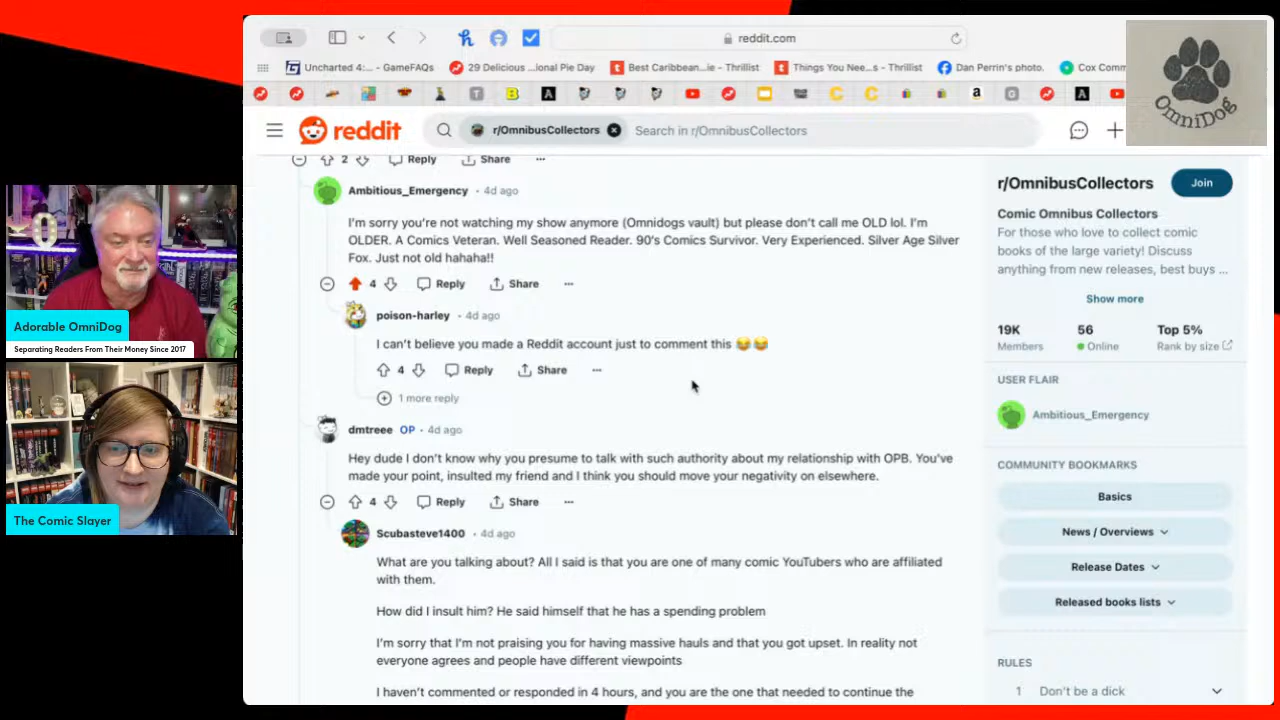 reddit.com
Uncharted 4:... - GameFAQs
29 Delicious ...ional Pie Day
Best Caribbean...ie - Thrillist
Things You Nee...s - Thrillist
Dan Perrin's photo.
Cox Comm
OmniDog
reddit
r/OmnibusCollectors
Search in r/OmnibusCollectors
2 Reply Share
Ambitious_Emergency • 4d ago
I'm sorry you're not watching my show anymore (Omnidogs vault) but please don't call me OLD lol. I'm
OLDER. A Comics Veteran. Well Seasoned Reader. 90's Comics Survivor. Very Experienced. Silver Age Silver
Fox. Just not old hahaha!!
4 Reply Share
poison-harley • 4d ago
I can't believe you made a Reddit account just to comment this 😂😂
4 Reply Share
1 more reply
dmtreee OP • 4d ago
Hey dude I don't know why you presume to talk with such authority about my relationship with OPB. You've
made your point, insulted my friend and I think you should move your negativity on elsewhere.
4 Reply Share
Scubasteve1400 • 4d ago
What are you talking about? All I said is that you are one of many comic YouTubers who are affiliated
with them.
How did I insult him? He said himself that he has a spending problem
I'm sorry that I'm not praising you for having massive hauls and that you got upset. In reality not
everyone agrees and people have different viewpoints
I haven't commented or responded in 4 hours, and you are the one that needed to continue the
r/OmnibusCollectors
Join
Comic Omnibus Collectors
For those who love to collect comic
books of the large variety! Discuss
anything from new releases, best buys ...
Show more
19K 56 Top 5%
Members Online Rank by size
USER FLAIR
Ambitious_Emergency
COMMUNITY BOOKMARKS
Basics
News / Overviews
Release Dates
Released books lists
RULES
1 Don't be a dick
Adorable OmniDog
Separating Readers From Their Money Since 2017
The Comic Slayer